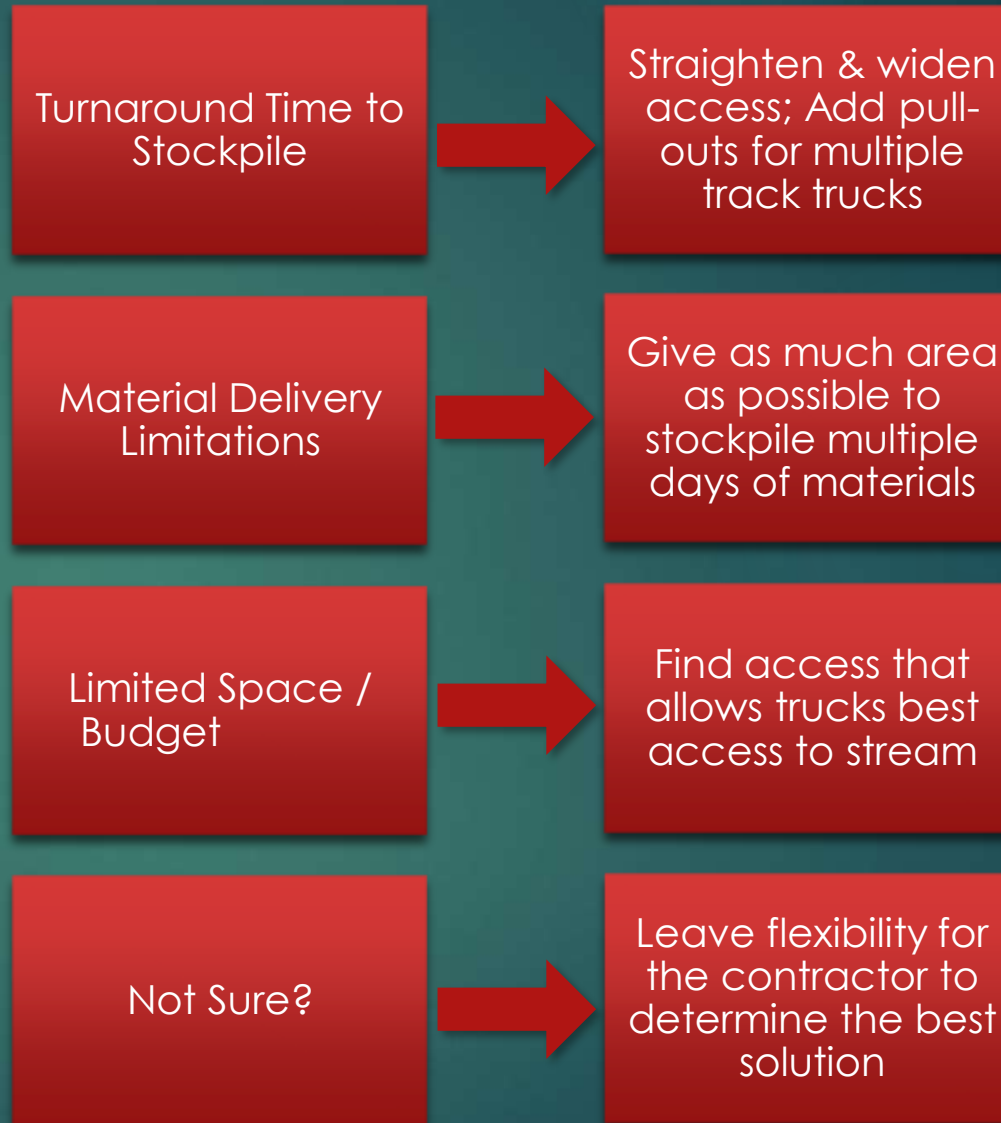 Turnaround Time to
Stockpile
Straighten & widen
access; Add pull-
outs for multiple
track trucks
Material Delivery
Limitations
Give as much area
as possible to
stockpile multiple
days of materials
Limited Space /
Budget
Find access that
allows trucks best
access to stream
Not Sure?
Leave flexibility for
the contractor to
determine the best
solution